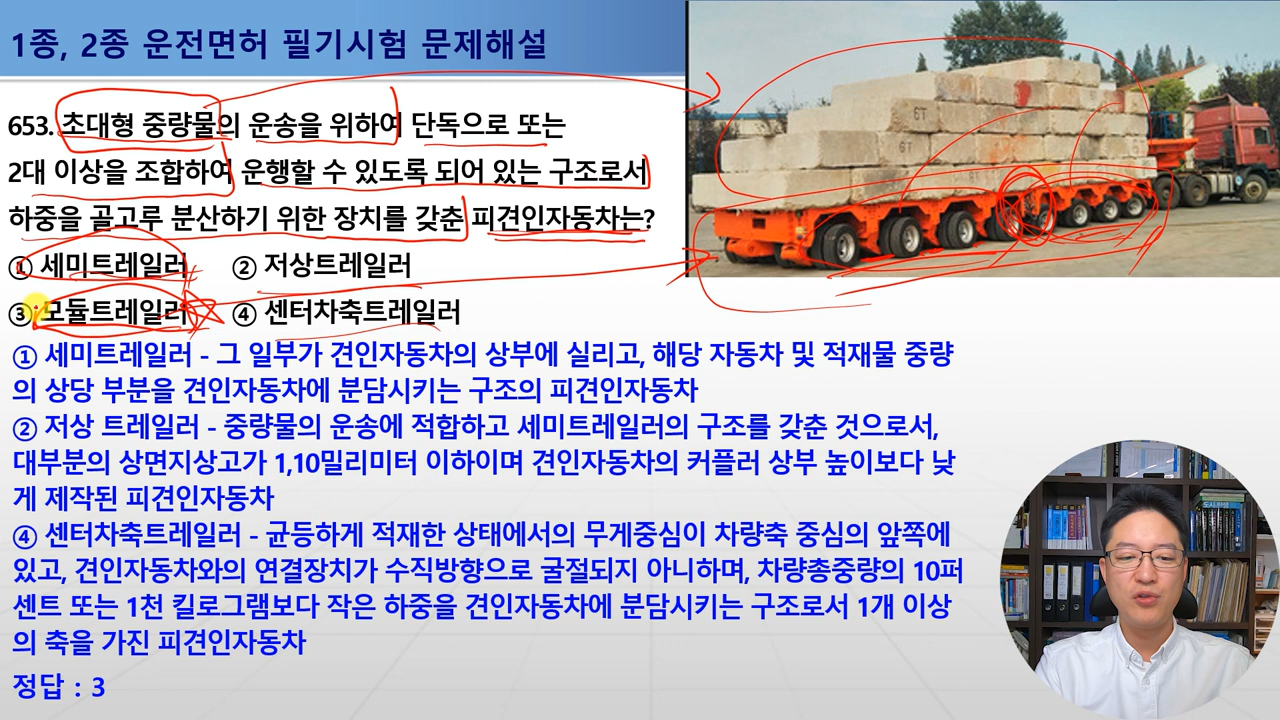 1종, 2종 운전면허 필기시험 문제해설
653. 초대형 중량물의 운송을 위하여 단독으로 또는
2대 이상을 조합하여 운행할 수 있도록 되어 있는 구조로서
하중을 골고루 분산하기 위한 장치를 갖춘 피견인자동차는?
① 세미트레일러 ② 저상트레일러
③ 모듈트레일러 ④ 센터차축트레일러
① 세미트레일러 - 그 일부가 견인자동차의 상부에 실리고, 해당 자동차 및 적재물 중량
의 상당 부분을 견인자동차에 분담시키는 구조의 피견인자동차
② 저상 트레일러 - 중량물의 운송에 적합하고 세미트레일러의 구조를 갖춘 것으로서,
대부분의 상면지상고가 1,10밀리미터 이하이며 견인자동차의 커플러 상부 높이보다 낮
게 제작된 피견인자동차
④ 센터차축트레일러 - 균등하게 적재한 상태에서의 무게중심이 차량축 중심의 앞쪽에
있고, 견인자동차와의 연결장치가 수직방향으로 굴절되지 아니하며, 차량총중량의 10퍼
센트 또는 1천 킬로그램보다 작은 하중을 견인자동차에 분담시키는 구조로서 1개 이상
의 축을 가진 피견인자동차
정답 : 3
6T
6T